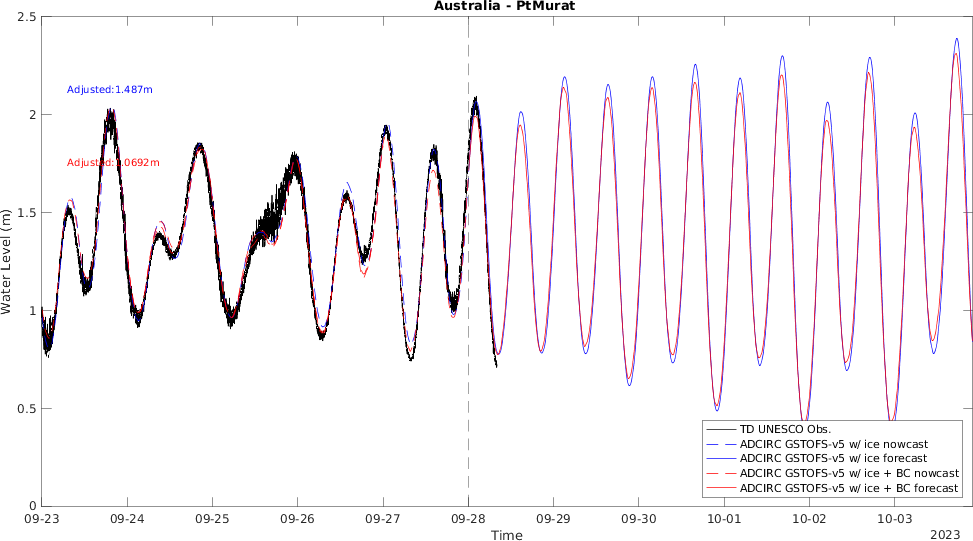 Australia - PtMurat
2.5
2
1.5
1
0.5
0
Water Level (m)
Adjusted:1.487m
Adjusted:1.0692m
TD UNESCO Obs.
ADCIRC GSTOFS-v5 w/ ice nowcast
ADCIRC GSTOFS-v5 w/ ice forecast
ADCIRC GSTOFS-v5 w/ ice + BC nowcast
ADCIRC GSTOFS-v5 w/ ice + BC forecast
09-23 09-24 09-25 09-26 09-27 09-28 09-29 09-30 10-01 10-02 10-03
Time
2023